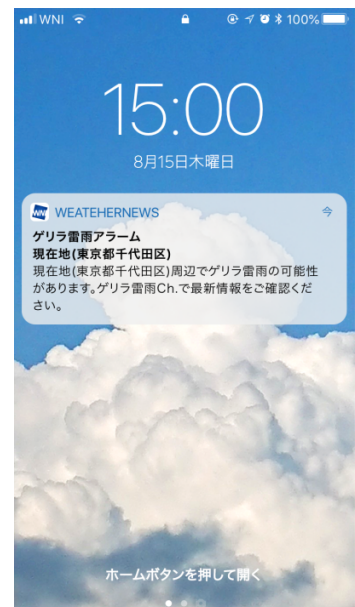 WNI 100%
15:00
8月15日木曜日
WEATEHERNEWS 今
ゲリラ雷雨アラーム
現在地(東京都千代田区)
現在地(東京都千代田区)周辺でゲリラ雷雨の可能性
があります。ゲリラ雷雨Ch.で最新情報をご確認くだ
さい。
ホームボタンを押して開く